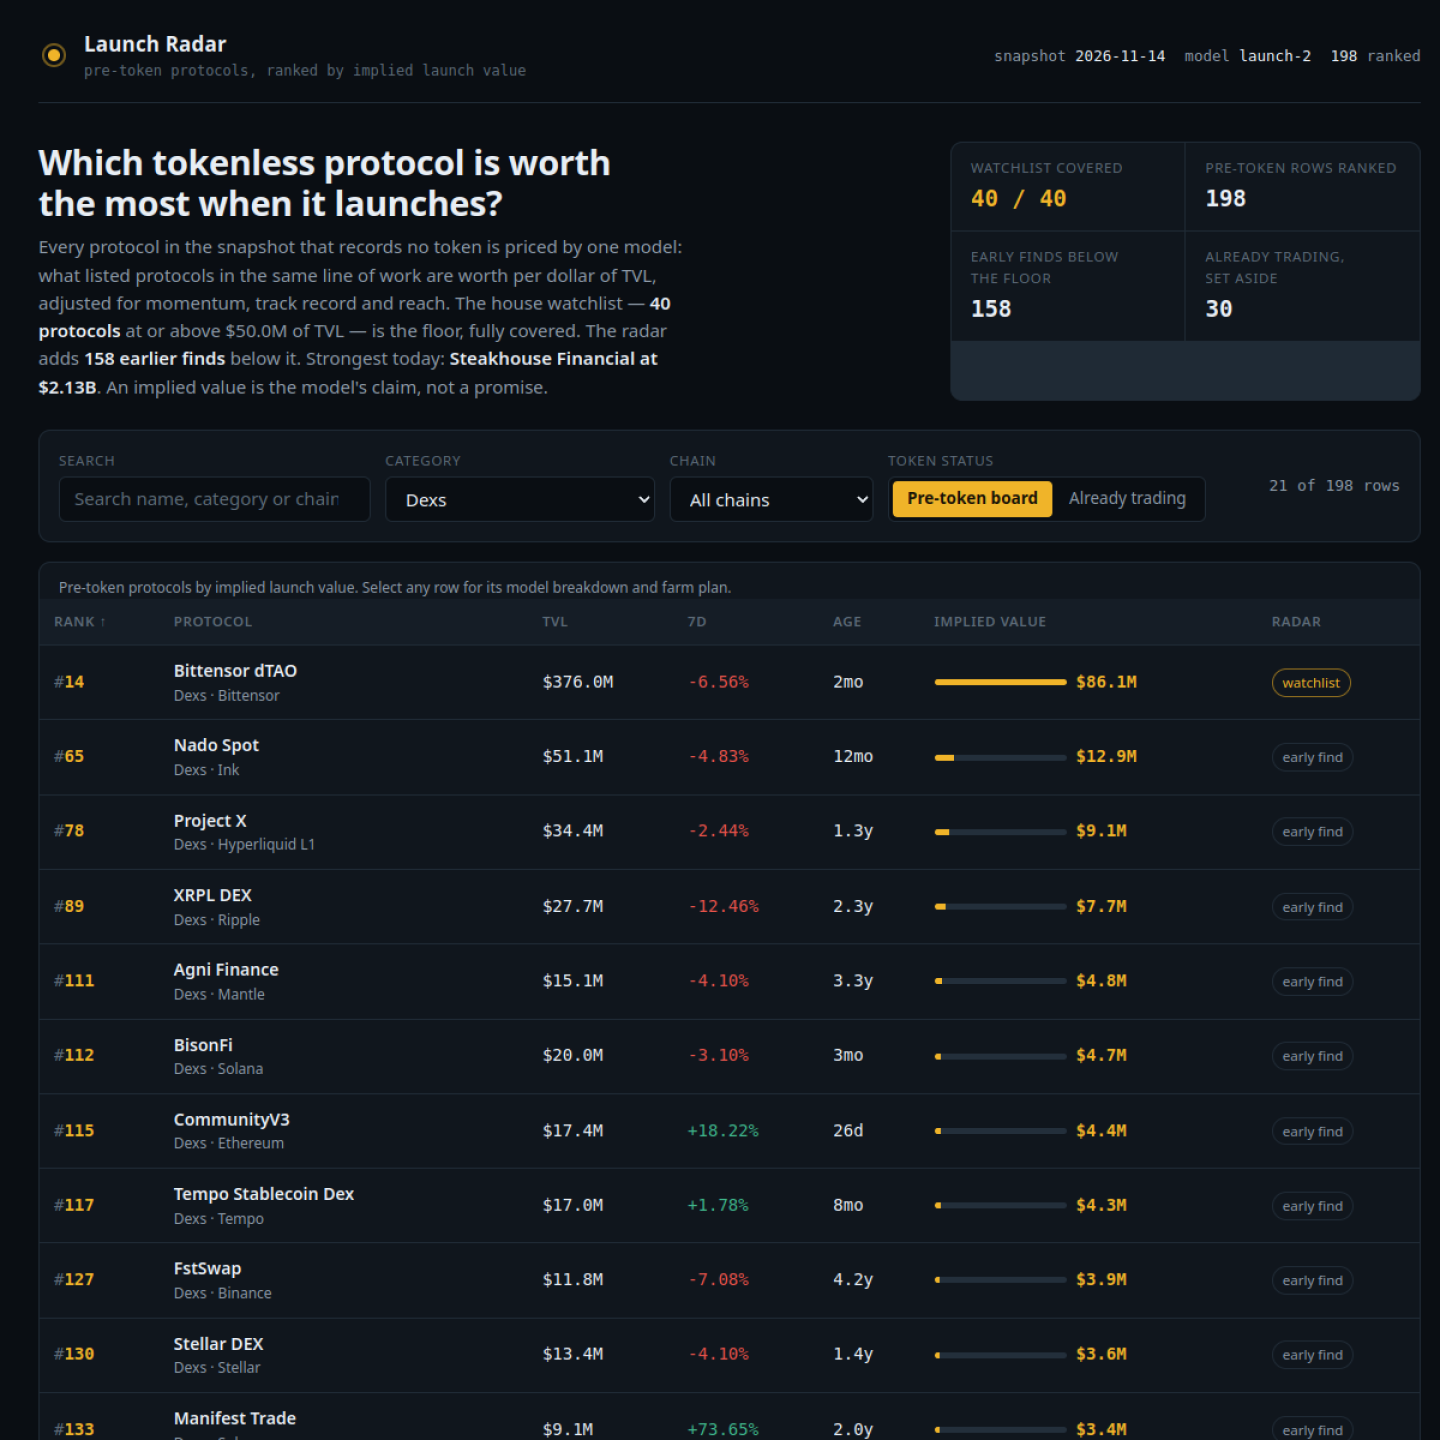 Launch Radar
pre-token protocols, ranked by implied launch value
snapshot 2026-11-14 model launch-2 198 ranked
Which tokenless protocol is worth
the most when it launches?
Every protocol in the snapshot that records no token is priced by one model:
what listed protocols in the same line of work are worth per dollar of TVL,
adjusted for momentum, track record and reach. The house watchlist — 40
protocols at or above $50.0M of TVL — is the floor, fully covered. The radar
adds 158 earlier finds below it. Strongest today: Steakhouse Financial at
$2.13B. An implied value is the model's claim, not a promise.
WATCHLIST COVERED
40 / 40
PRE-TOKEN ROWS RANKED
198
EARLY FINDS BELOW
THE FLOOR
158
ALREADY TRADING,
SET ASIDE
30
SEARCH
Search name, category or chain
CATEGORY
Dexs
CHAIN
All chains
TOKEN STATUS
Pre-token board Already trading
21 of 198 rows
Pre-token protocols by implied launch value. Select any row for its model breakdown and farm plan.
RANK ↑ PROTOCOL TVL 7D AGE IMPLIED VALUE RADAR
#14 Bittensor dTAO $376.0M -6.56% 2mo $86.1M watchlist
Dexs · Bittensor
#65 Nado Spot $51.1M -4.83% 12mo $12.9M early find
Dexs · Ink
#78 Project X $34.4M -2.44% 1.3y $9.1M early find
Dexs · Hyperliquid L1
#89 XRPL DEX $27.7M -12.46% 2.3y $7.7M early find
Dexs · Ripple
#111 Agni Finance $15.1M -4.10% 3.3y $4.8M early find
Dexs · Mantle
#112 BisonFi $20.0M -3.10% 3mo $4.7M early find
Dexs · Solana
#115 CommunityV3 $17.4M +18.22% 26d $4.4M early find
Dexs · Ethereum
#117 Tempo Stablecoin Dex $17.0M +1.78% 8mo $4.3M early find
Dexs · Tempo
#127 FstSwap $11.8M -7.08% 4.2y $3.9M early find
Dexs · Binance
#130 Stellar DEX $13.4M -4.10% 1.4y $3.6M early find
Dexs · Stellar
#133 Manifest Trade $9.1M +73.65% 2.0y $3.4M early find